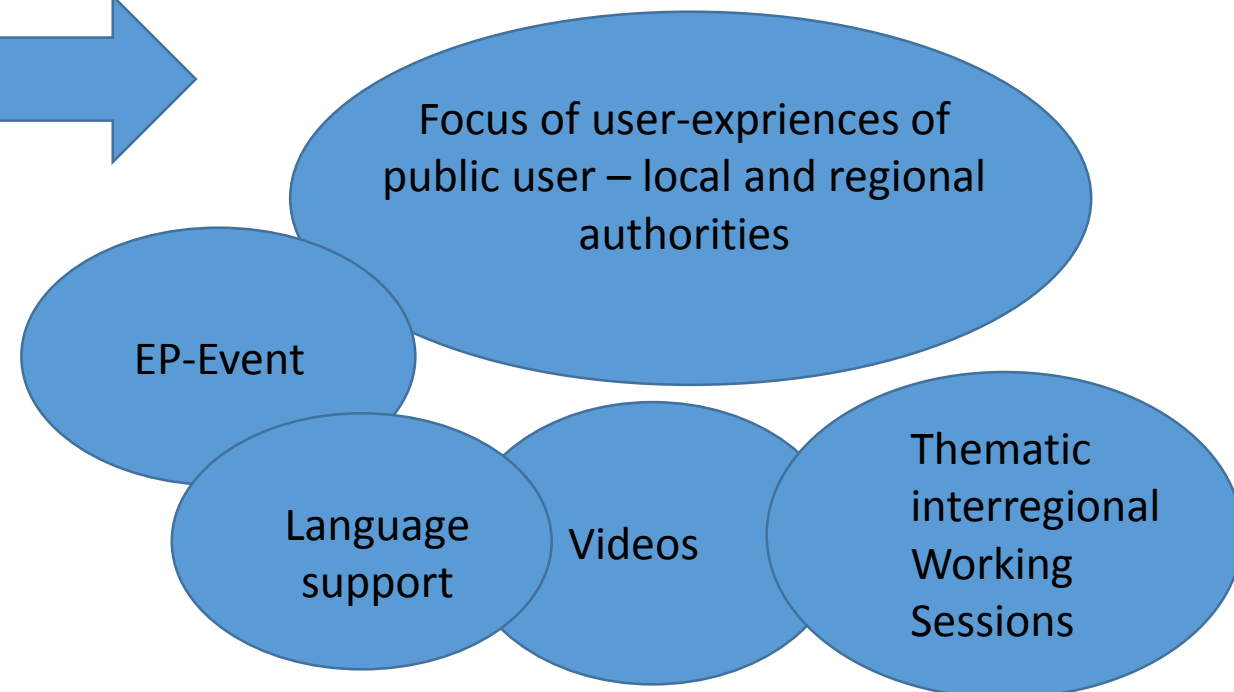 Focus of user-expriences of
public user – local and regional
authorities
EP-Event
Language
support
Videos
Thematic
interregional
Working
Sessions